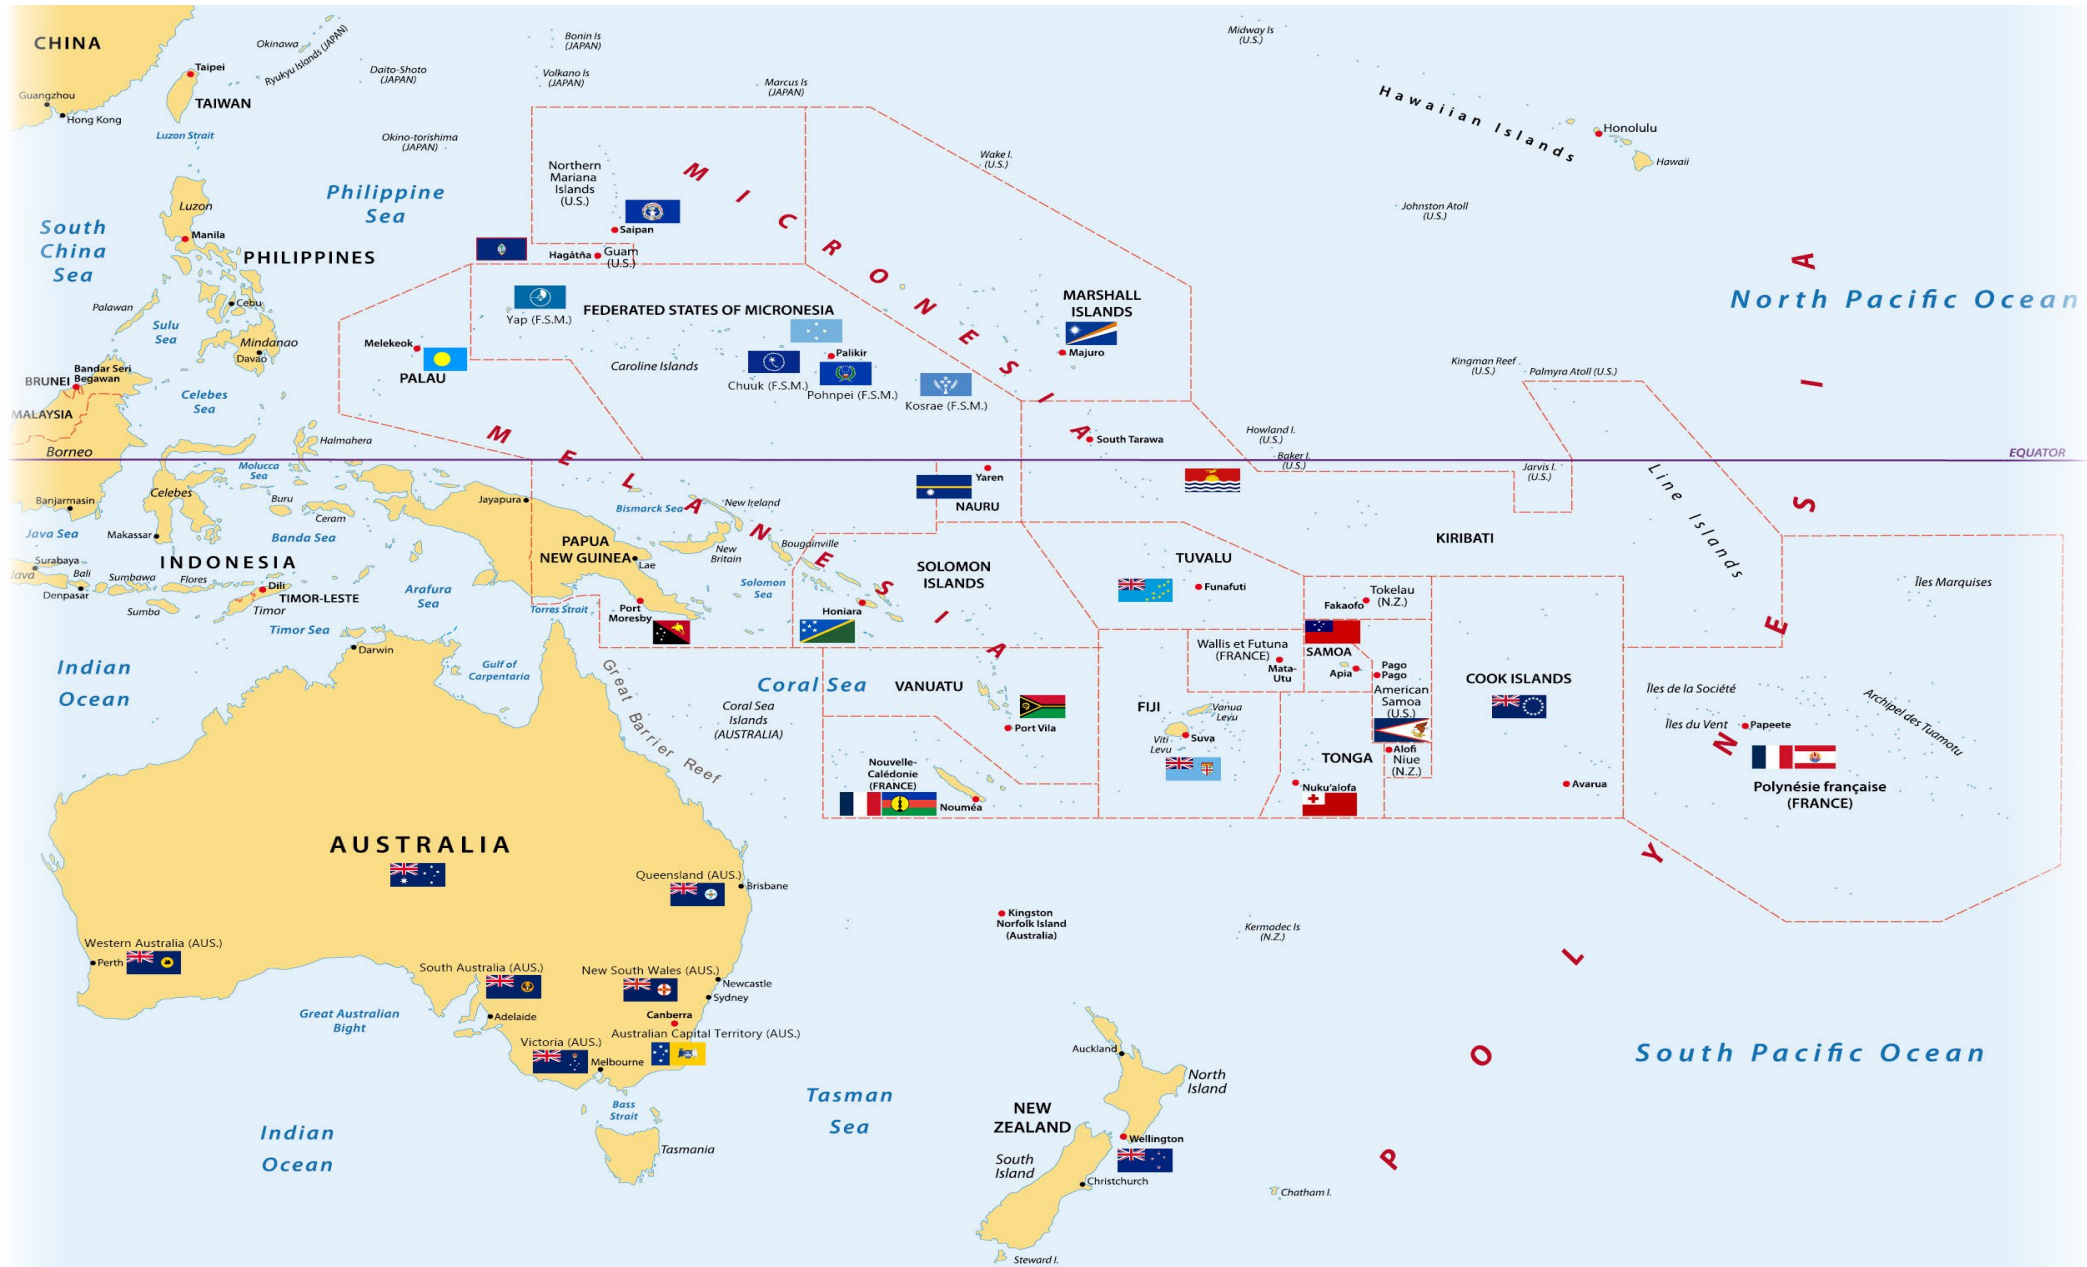 CHINA
Guangzhou
Hong Kong
Okinawa
Ryukyu Islands (JAPAN)
Taipei
TAIWAN
Luzon Strait
Daito-Shoto
(JAPAN)
Bonin Is
(JAPAN)
Volkano Is
(JAPAN)
Marcus Is
(JAPAN)
Okino-torishima
(JAPAN)
Midway Is
(U.S.)
Hawaiian Islands
Honolulu
Hawaii
Wake I.
(U.S.)
Johnston Atoll
(U.S.)
Philippine
Sea
South
China
Sea
Luzon
Manila
PHILIPPINES
Palawan
Cebu
Sulu
Sea
Mindanao
Davao
Northern
Mariana
Islands
(U.S.)
Saipan
Hagåtña
Guam
(U.S.)
MICRONESIA
North Pacific Ocean
Yap (F.S.M.)
FEDERATED STATES OF MICRONESIA
Melekeok
PALAU
Caroline Islands
Palikir
Chuuk (F.S.M.)
Pohnpei (F.S.M.)
Kosrae (F.S.M.)
MARSHALL
ISLANDS
Majuro
Kingman Reef
(U.S.)
Palmyra Atoll (U.S.)
Bandar Seri
Begawan
BRUNEI
MALAYSIA
Borneo
Celebes
Sea
Halmahera
Molucca
Sea
MELANESIA
South Tarawa
Howland I.
(U.S.)
Baker I.
(U.S.)
Jarvis I.
(U.S.)
EQUATOR
Line Islands
Banjarmasin
Celebes
Buru
Ceram
Java Sea
Makassar
Banda Sea
Jayapura
Bismarck Sea
New Ireland
Yaren
NAURU
KIRIBATI
Surabaya
Java
Bali
Denpasar
Sumbawa
Flores
Sumba
INDONESIA
Dili
TIMOR-LESTE
Timor
Timor Sea
Arafura
Sea
PAPUA
NEW GUINEA
Lae
New
Britain
Bougainville
Solomon
Sea
Torres Strait
Port
Moresby
SOLOMON
ISLANDS
Honiara
TUVALU
Funafuti
Tokelau
(N.Z.)
Fakaofo
Îles Marquises
Indian
Ocean
Darwin
Gulf of
Carpentaria
Great Barrier Reef
Coral Sea
Coral Sea
Islands
(AUSTRALIA)
VANUATU
Port Vila
Wallis et Futuna
(FRANCE)
Mata-
Utu
SAMOA
Apia
Pago
Pago
American
Samoa
(U.S.)
COOK ISLANDS
Avarua
FIJI
Vanua
Levu
Viti
Levu
Suva
TONGA
Nuku'alofa
Alofi
Niue
(N.Z.)
Îles de la Société
Îles du Vent
Papeete
Archipel des Tuamotu
Polynésie française
(FRANCE)
Nouvelle-
Calédonie
(FRANCE)
Nouméa
AUSTRALIA
Queensland (AUS.)
Brisbane
Western Australia (AUS.)
Perth
South Australia (AUS.)
Adelaide
New South Wales (AUS.)
Newcastle
Sydney
Canberra
Australian Capital Territory (AUS.)
Victoria (AUS.)
Melbourne
Great Australian
Bight
Bass
Strait
Tasmania
Indian
Ocean
Kingston
Norfolk Island
(Australia)
Kermadec Is
(N.Z.)
Tasman
Sea
Auckland
North
Island
NEW
ZEALAND
Wellington
South
Island
Christchurch
Chatham I.
Steward I.
South Pacific Ocean
POLYNESIA